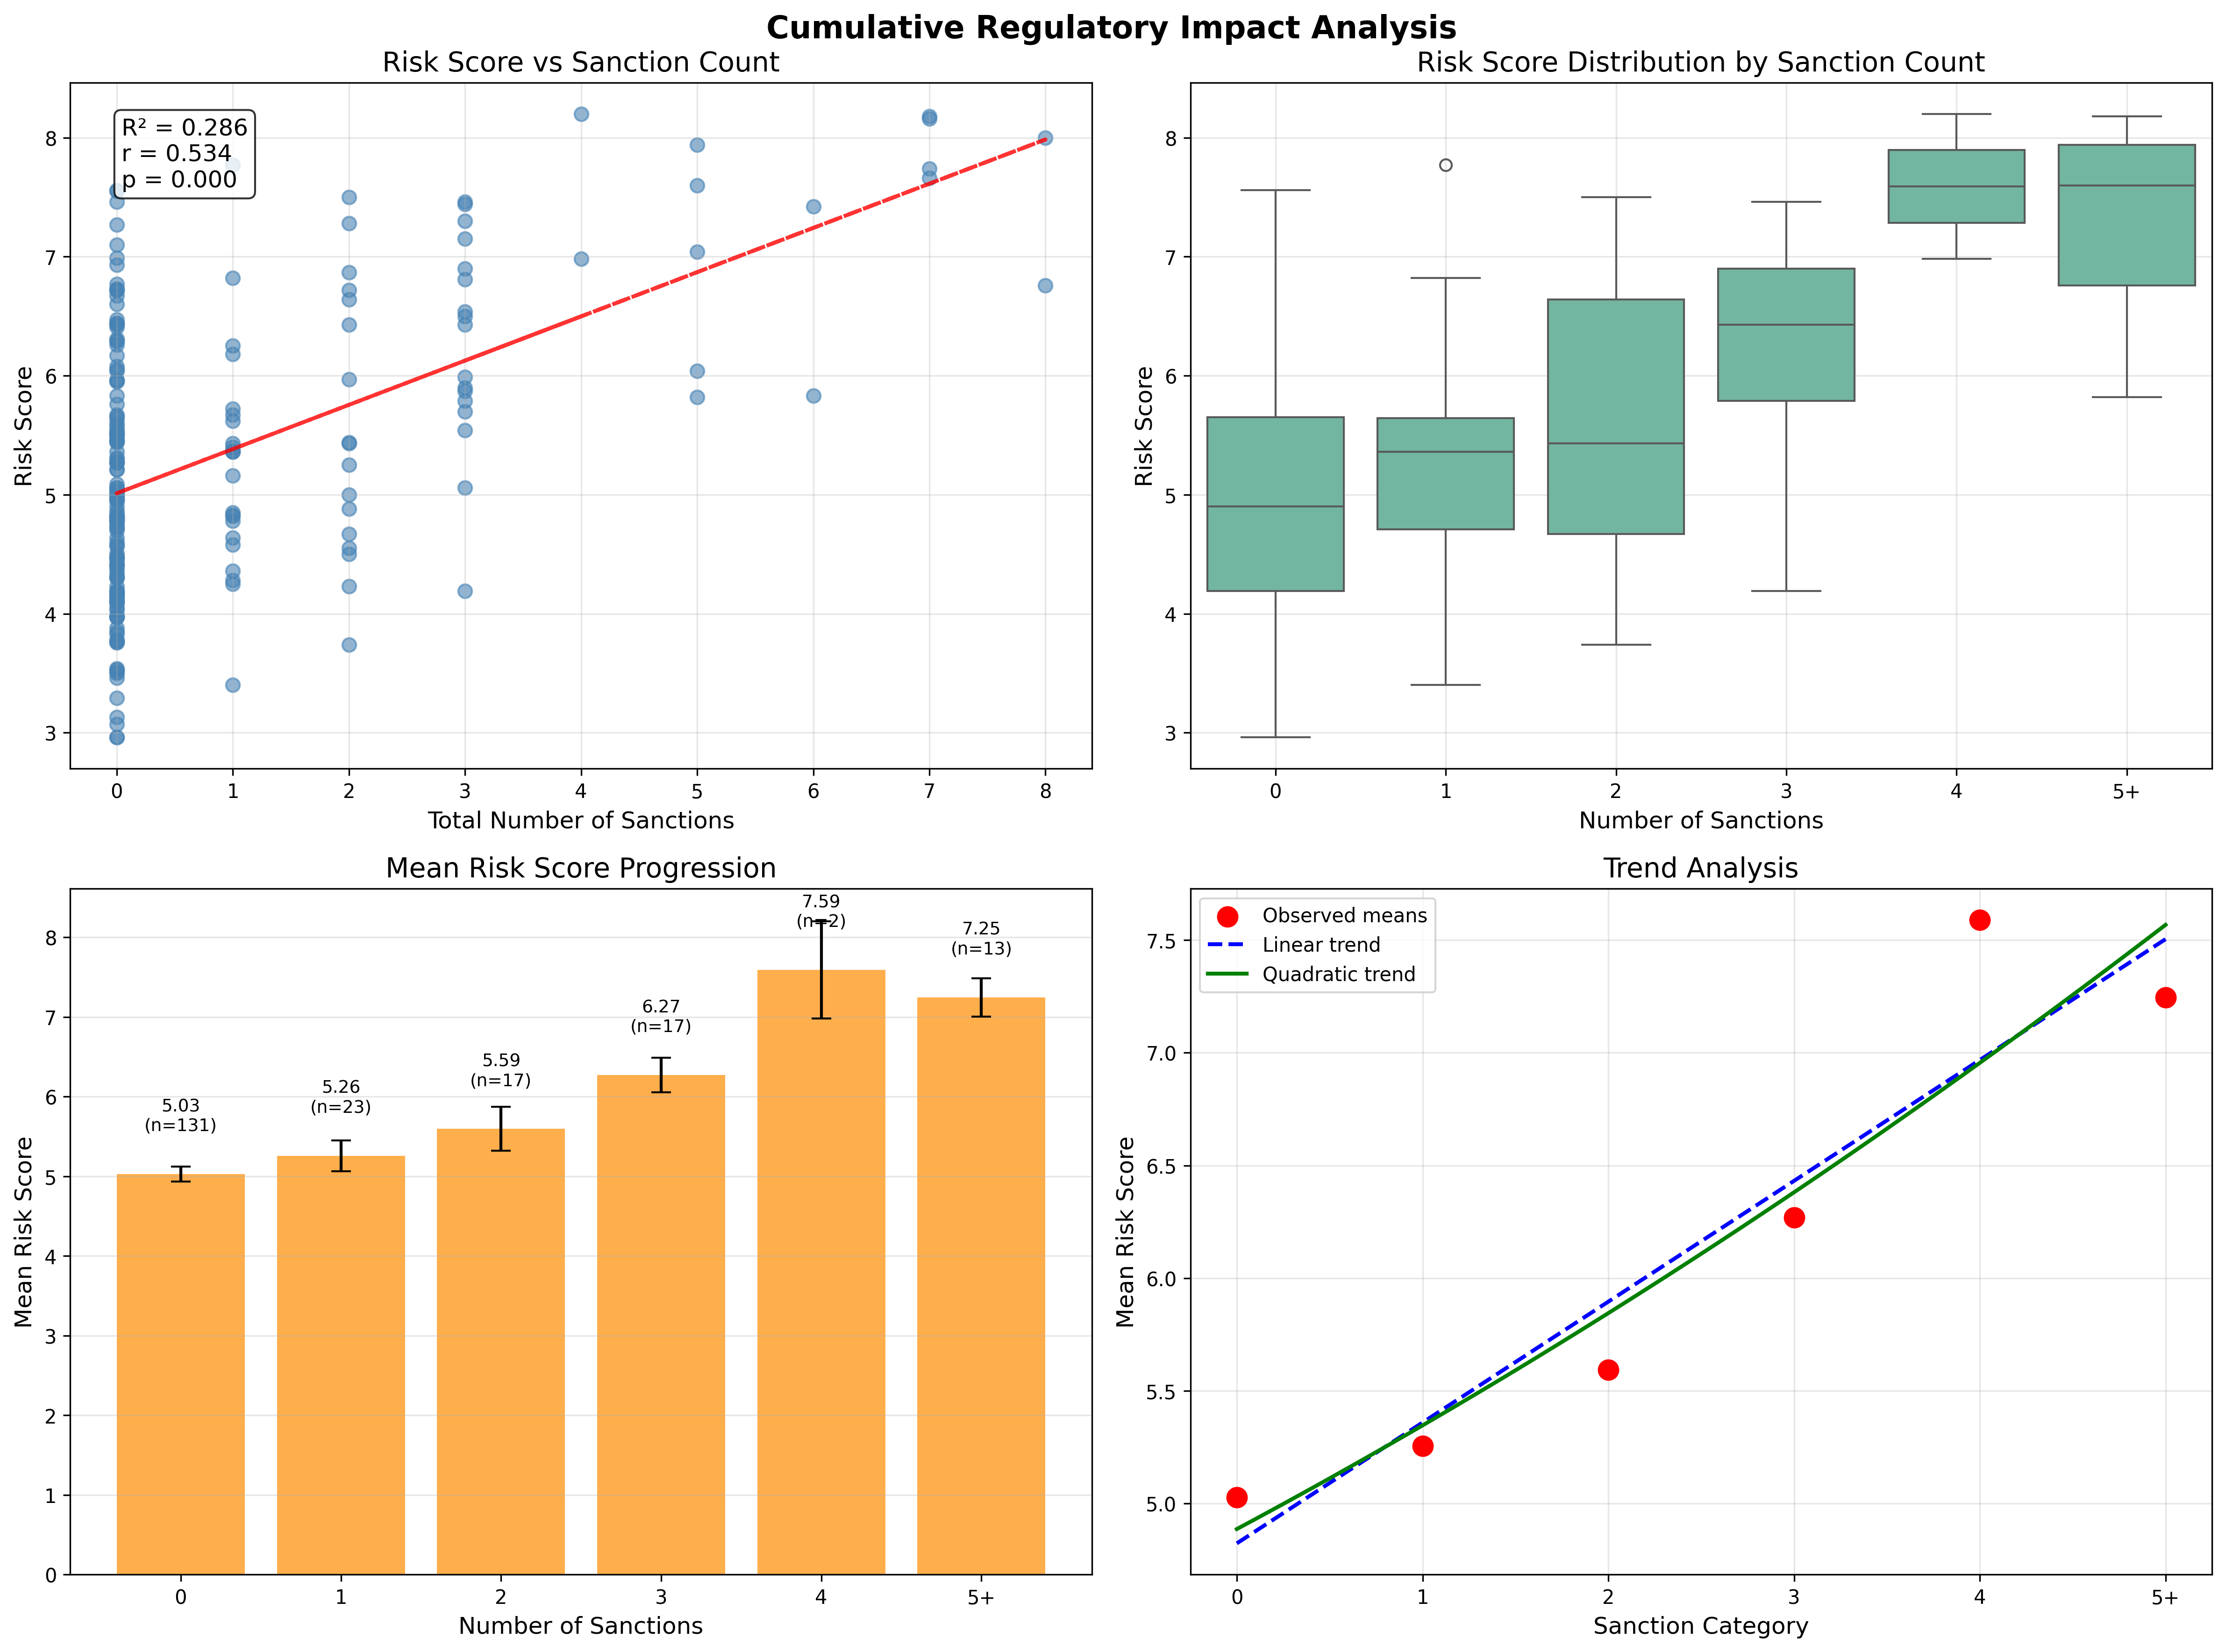 Cumulative Regulatory Impact Analysis
Risk Score vs Sanction Count
R² = 0.286
r = 0.534
p = 0.000
8
7
6
5
4
3
Risk Score
0 1 2 3 4 5 6 7 8
Total Number of Sanctions
Risk Score Distribution by Sanction Count
8
7
6
5
4
3
Risk Score
0 1 2 3 4 5+
Number of Sanctions
Mean Risk Score Progression
7.59
(n=2)
7.25
(n=13)
6.27
(n=17)
5.59
(n=17)
5.26
(n=23)
5.03
(n=131)
8
7
6
5
4
3
2
1
0
Mean Risk Score
0 1 2 3 4 5+
Number of Sanctions
Trend Analysis
Observed means
Linear trend
Quadratic trend
7.5
7.0
6.5
6.0
5.5
5.0
Mean Risk Score
0 1 2 3 4 5+
Sanction Category